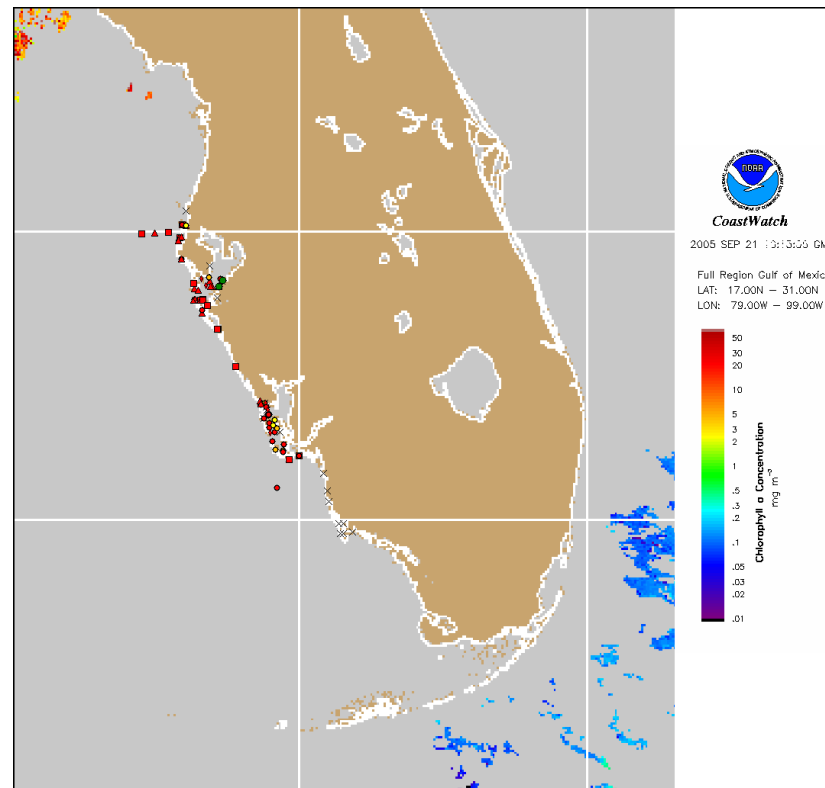 NOAA
CoastWatch
2005 SEP 21
Full Region Gulf of Mexic
LAT: 17.00N – 31.00N
LON: 79.00W – 99.00W
50
30
20
10
5
3
2
1
.5
.3
.2
.1
.05
.03
.02
.01
Chlorophyll a Concentration
mg m⁻³